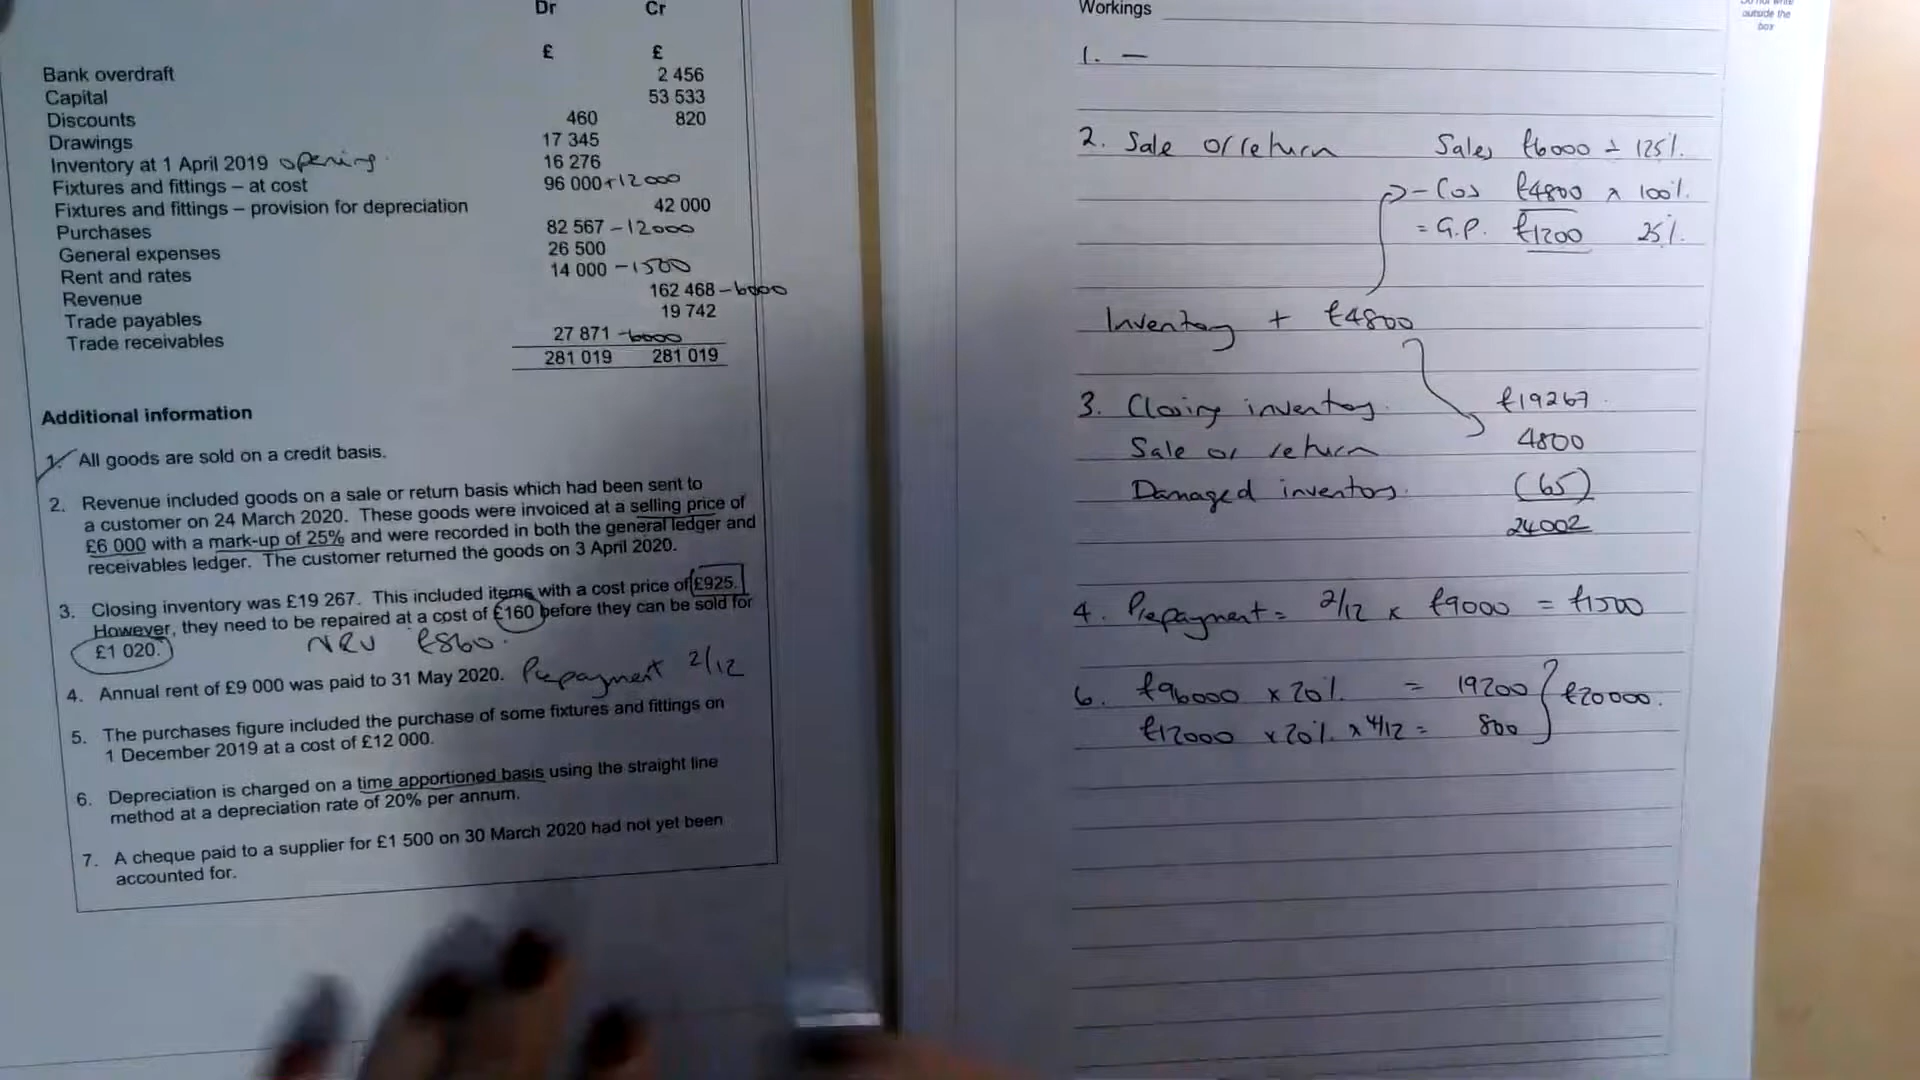 Dr Cr
£ £
Bank overdraft 2 456
Capital 53 533
Discounts 460 820
Drawings 17 345
Inventory at 1 April 2019 opening. 16 276
Fixtures and fittings – at cost 96 000 +12000
Fixtures and fittings – provision for depreciation 42 000
Purchases 82 567 -12000
General expenses 26 500
Rent and rates 14 000 -1500
Revenue 162 468 -6000
Trade payables 19 742
Trade receivables 27 871 -6000
281 019 281 019
Additional information
1. All goods are sold on a credit basis.
2. Revenue included goods on a sale or return basis which had been sent to
a customer on 24 March 2020. These goods were invoiced at a selling price of
£6 000 with a mark-up of 25% and were recorded in both the general ledger and
receivables ledger. The customer returned the goods on 3 April 2020.
3. Closing inventory was £19 267. This included items with a cost price of £925.
However, they need to be repaired at a cost of £160 before they can be sold for
£1 020. NRV £860.
4. Annual rent of £9 000 was paid to 31 May 2020. Prepayment 2/12
5. The purchases figure included the purchase of some fixtures and fittings on
1 December 2019 at a cost of £12 000.
6. Depreciation is charged on a time apportioned basis using the straight line
method at a depreciation rate of 20% per annum.
7. A cheque paid to a supplier for £1 500 on 30 March 2020 had not yet been
accounted for.
outside the
box
Workings
1. —
2. Sale or return Sales £6000 ÷ 125%.
- Cos £4800 x 100%.
= G.P. £1200 25%.
Inventory + £4800
3. Closing inventory. £19267.
Sale or return 4800
Damaged inventory. (65)
24002
4. Prepayment = 2/12 x £9000 = £1500
6. £96000 x 20%. = 19200 } £20000.
£12000 x 20%. x 4/12 = 800